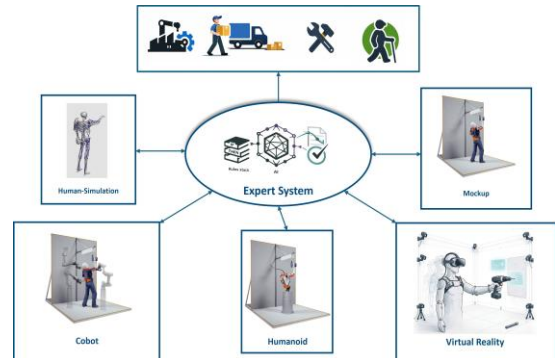 Rules stack
AI
Expert System
Human-Simulation
Mockup
Cobot
Humanoid
Virtual Reality